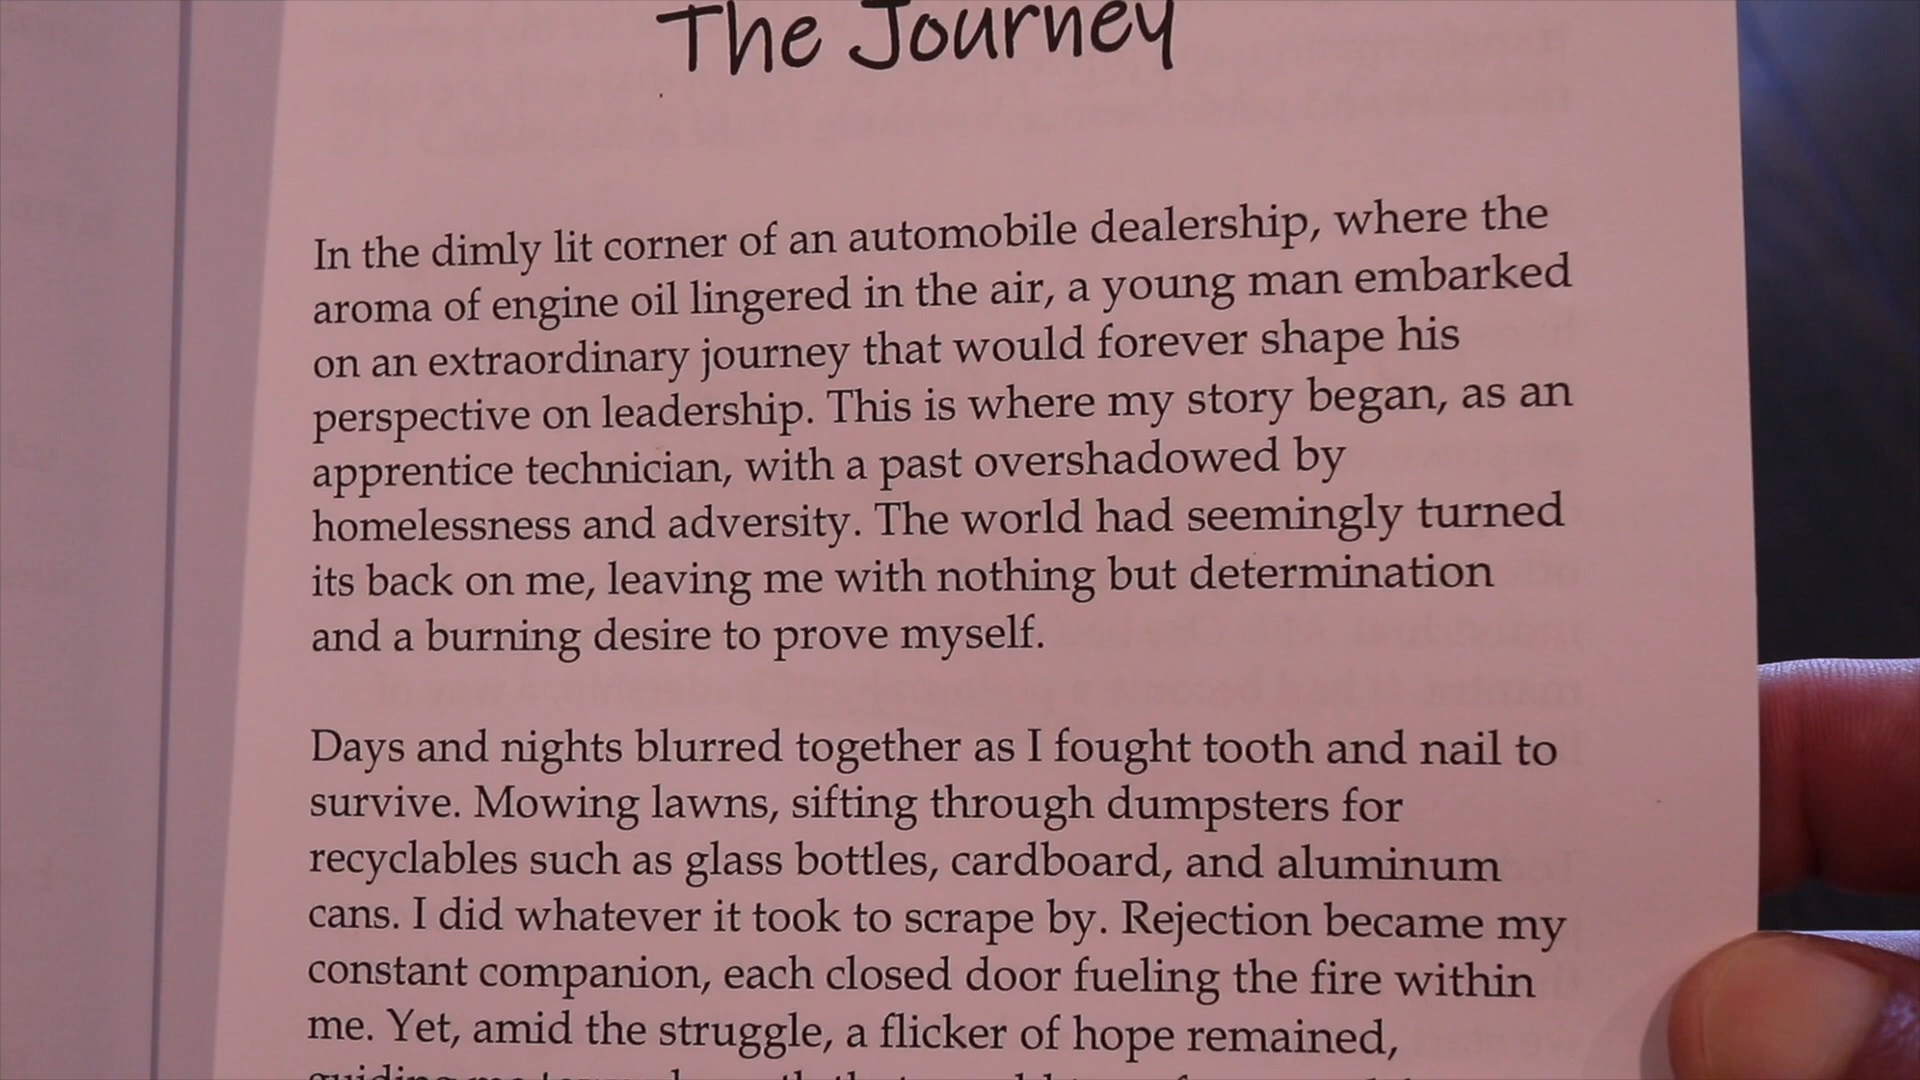 The Journey
In the dimly lit corner of an automobile dealership, where the
aroma of engine oil lingered in the air, a young man embarked
on an extraordinary journey that would forever shape his
perspective on leadership. This is where my story began, as an
apprentice technician, with a past overshadowed by
homelessness and adversity. The world had seemingly turned
its back on me, leaving me with nothing but determination
and a burning desire to prove myself.
Days and nights blurred together as I fought tooth and nail to
survive. Mowing lawns, sifting through dumpsters for
recyclables such as glass bottles, cardboard, and aluminum
cans. I did whatever it took to scrape by. Rejection became my
constant companion, each closed door fueling the fire within
me. Yet, amid the struggle, a flicker of hope remained,